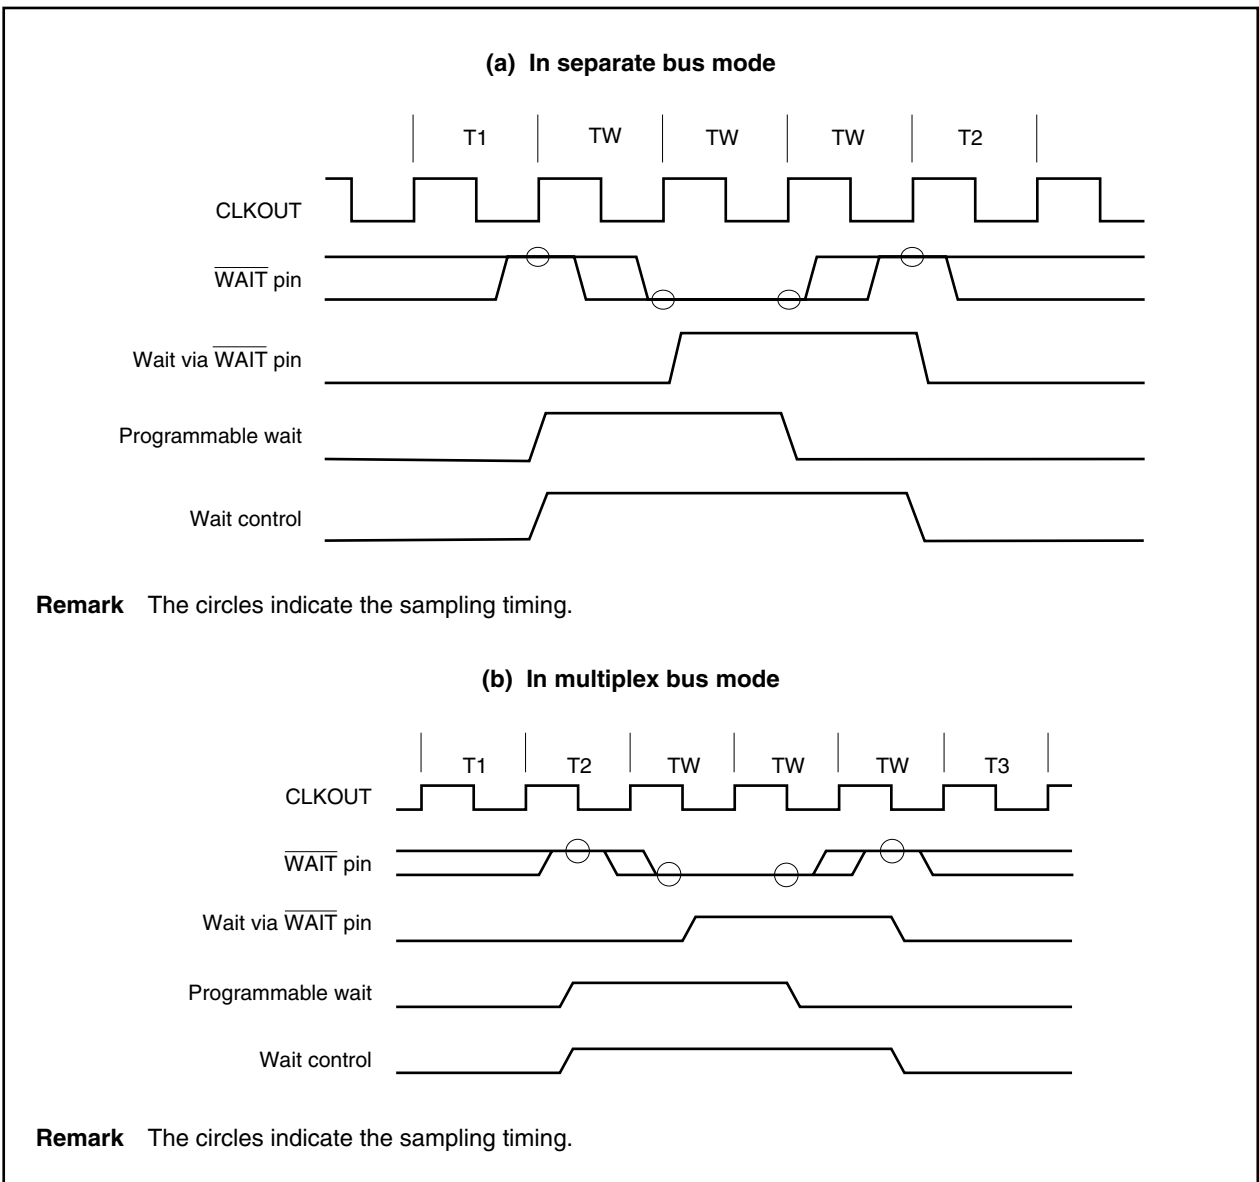 (a) In separate bus mode
T1 TW TW TW T2
CLKOUT
WAIT pin
Wait via WAIT pin
Programmable wait
Wait control
Remark The circles indicate the sampling timing.
(b) In multiplex bus mode
T1 T2 TW TW TW T3
CLKOUT
WAIT pin
Wait via WAIT pin
Programmable wait
Wait control
Remark The circles indicate the sampling timing.